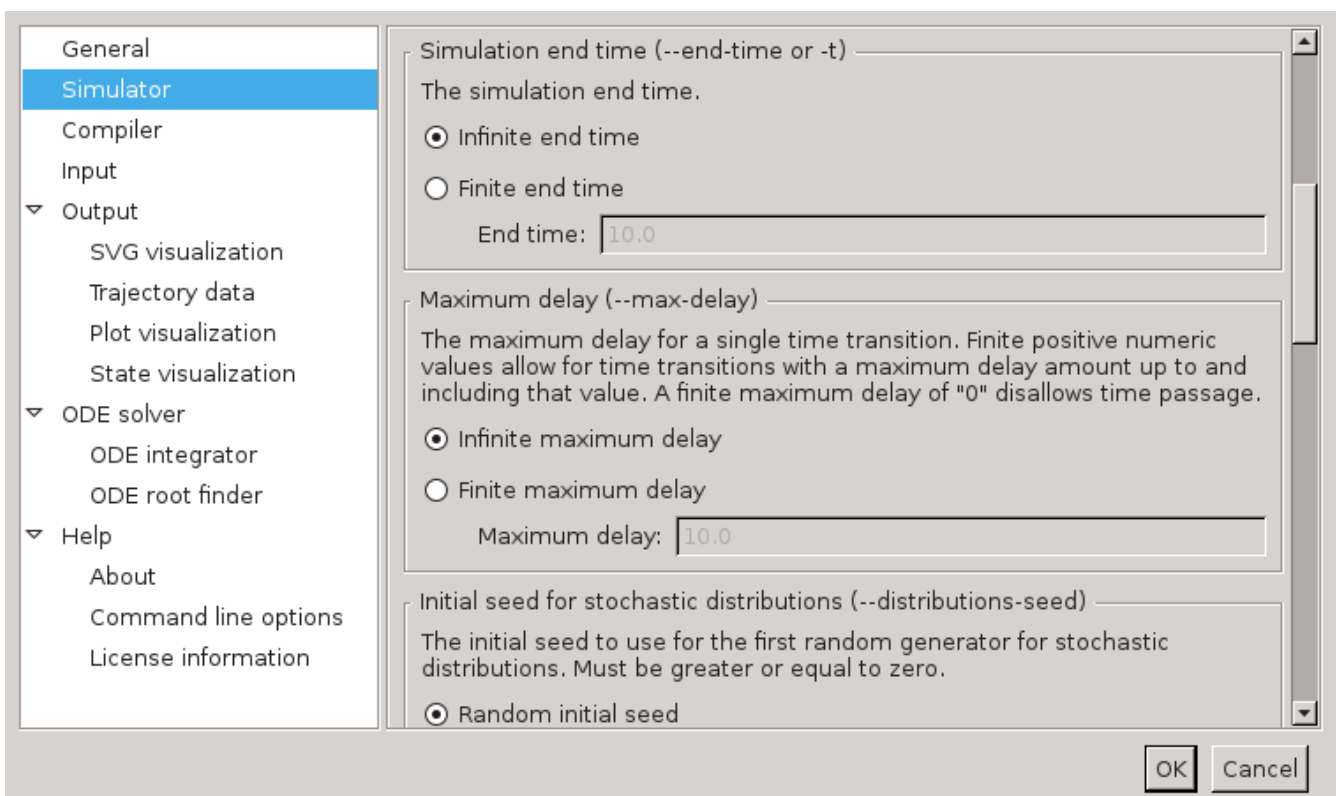 General
Simulator
Compiler
Input
Output
SVG visualization
Trajectory data
Plot visualization
State visualization
ODE solver
ODE integrator
ODE root finder
Help
About
Command line options
License information
Simulation end time (--end-time or -t)
The simulation end time.
Infinite end time
Finite end time
End time: 10.0
Maximum delay (--max-delay)
The maximum delay for a single time transition. Finite positive numeric
values allow for time transitions with a maximum delay amount up to and
including that value. A finite maximum delay of "0" disallows time passage.
Infinite maximum delay
Finite maximum delay
Maximum delay: 10.0
Initial seed for stochastic distributions (--distributions-seed)
The initial seed to use for the first random generator for stochastic
distributions. Must be greater or equal to zero.
Random initial seed
OK Cancel